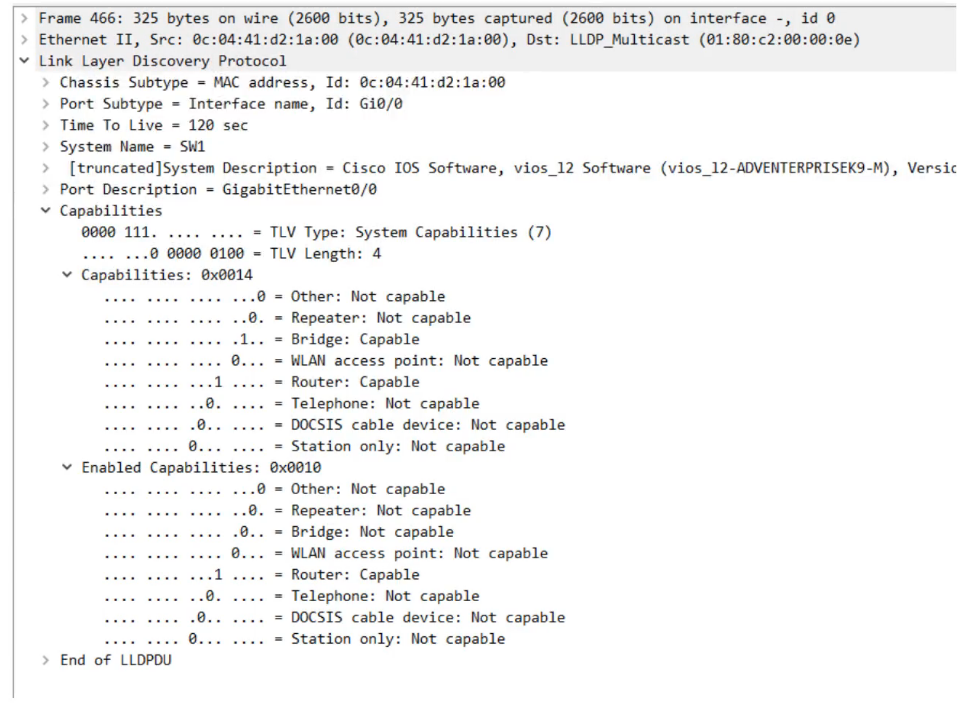 Frame 466: 325 bytes on wire (2600 bits), 325 bytes captured (2600 bits) on interface -, id 0
Ethernet II, Src: 0c:04:41:d2:1a:00 (0c:04:41:d2:1a:00), Dst: LLDP_Multicast (01:80:c2:00:00:0e)
Link Layer Discovery Protocol
Chassis Subtype = MAC address, Id: 0c:04:41:d2:1a:00
Port Subtype = Interface name, Id: Gi0/0
Time To Live = 120 sec
System Name = SW1
[truncated]System Description = Cisco IOS Software, vios_l2 Software (vios_l2-ADVENTERPRISEK9-M), Versio
Port Description = GigabitEthernet0/0
Capabilities
0000 111. .... .... = TLV Type: System Capabilities (7)
.... ...0 0000 0100 = TLV Length: 4
Capabilities: 0x0014
.... .... .... ...0 = Other: Not capable
.... .... .... ..0. = Repeater: Not capable
.... .... .... .1.. = Bridge: Capable
.... .... .... 0... = WLAN access point: Not capable
.... .... ...1 .... = Router: Capable
.... .... ..0. .... = Telephone: Not capable
.... .... .0.. .... = DOCSIS cable device: Not capable
.... .... 0... .... = Station only: Not capable
Enabled Capabilities: 0x0010
.... .... .... ...0 = Other: Not capable
.... .... .... ..0. = Repeater: Not capable
.... .... .... .0.. = Bridge: Not capable
.... .... .... 0... = WLAN access point: Not capable
.... .... ...1 .... = Router: Capable
.... .... ..0. .... = Telephone: Not capable
.... .... .0.. .... = DOCSIS cable device: Not capable
.... .... 0... .... = Station only: Not capable
End of LLDPDU